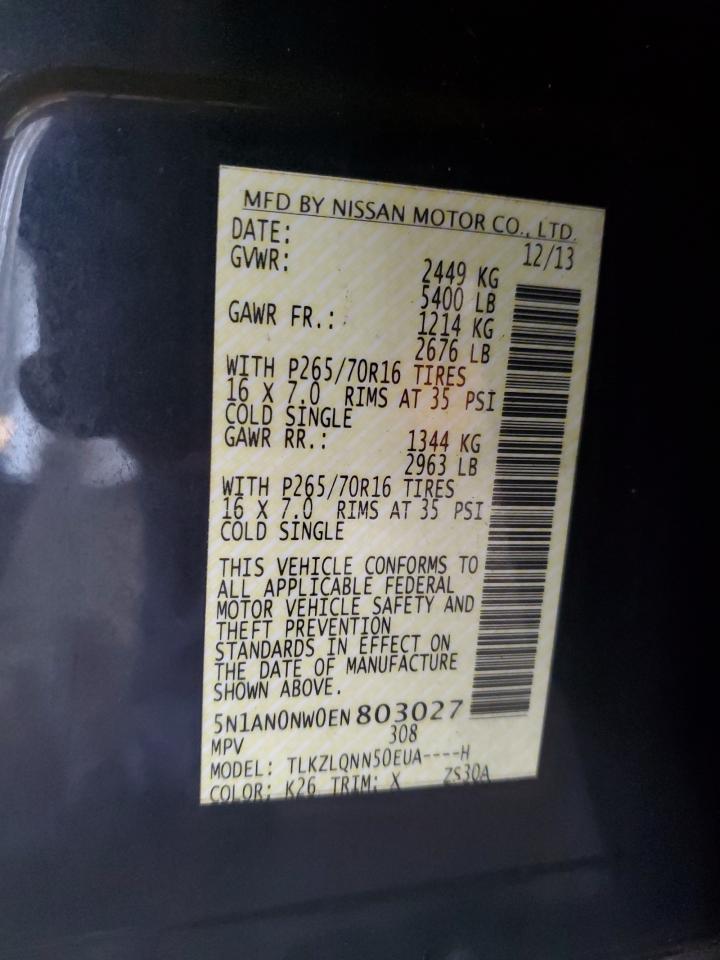 MFD BY NISSAN MOTOR CO., LTD.
DATE: 12/13
GVWR: 2449 KG
5400 LB
GAWR FR.: 1214 KG
2676 LB
WITH P265/70R16 TIRES
16 X 7.0 RIMS AT 35 PSI
COLD SINGLE
GAWR RR.: 1344 KG
2963 LB
WITH P265/70R16 TIRES
16 X 7.0 RIMS AT 35 PSI
COLD SINGLE
THIS VEHICLE CONFORMS TO
ALL APPLICABLE FEDERAL
MOTOR VEHICLE SAFETY AND
THEFT PREVENTION
STANDARDS IN EFFECT ON
THE DATE OF MANUFACTURE
SHOWN ABOVE.
5N1AN0NW0EN803027
MPV 308
MODEL: TLKZLQNN50EUA----H
COLOR: K26 TRIM: X ZS30A